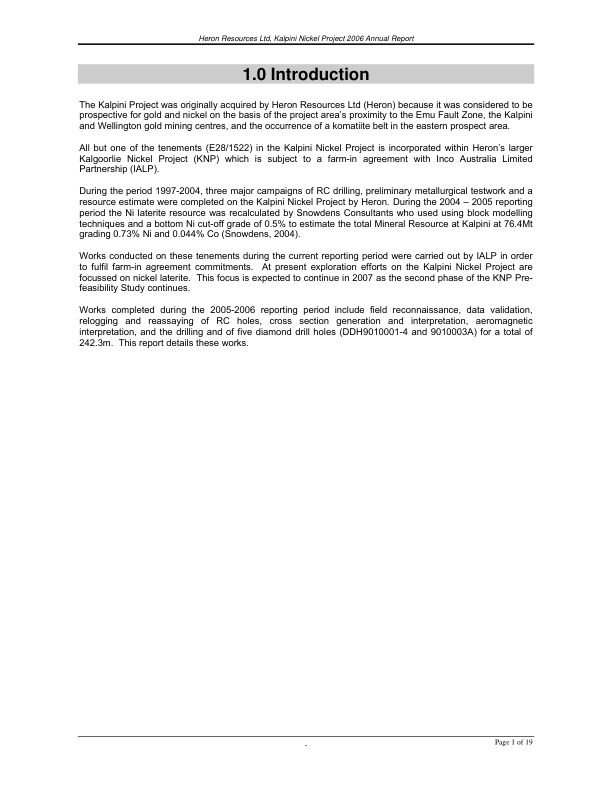 Heron Resources Ltd, Kalpini Nickel Project 2006 Annual Report
1.0 Introduction
The Kalpini Project was originally acquired by Heron Resources Ltd (Heron) because it was considered to be
prospective for gold and nickel on the basis of the project area's proximity to the Emu Fault Zone, the Kalpini
and Wellington gold mining centres, and the occurrence of a komatiite belt in the eastern prospect area.
All but one of the tenements (E28/1522) in the Kalpini Nickel Project is incorporated within Heron's larger
Kalgoorlie Nickel Project (KNP) which is subject to a farm-in agreement with Inco Australia Limited
Partnership (IALP).
During the period 1997-2004, three major campaigns of RC drilling, preliminary metallurgical testwork and a
resource estimate were completed on the Kalpini Nickel Project by Heron. During the 2004 – 2005 reporting
period the Ni laterite resource was recalculated by Snowdens Consultants who used using block modelling
techniques and a bottom Ni cut-off grade of 0.5% to estimate the total Mineral Resource at Kalpini at 76.4Mt
grading 0.73% Ni and 0.044% Co (Snowdens, 2004).
Works conducted on these tenements during the current reporting period were carried out by IALP in order
to fulfil farm-in agreement commitments. At present exploration efforts on the Kalpini Nickel Project are
focussed on nickel laterite. This focus is expected to continue in 2007 as the second phase of the KNP Pre-
feasibility Study continues.
Works completed during the 2005-2006 reporting period include field reconnaissance, data validation,
relogging and reassaying of RC holes, cross section generation and interpretation, aeromagnetic
interpretation, and the drilling and of five diamond drill holes (DDH9010001-4 and 9010003A) for a total of
242.3m. This report details these works.
-
Page 1 of 19